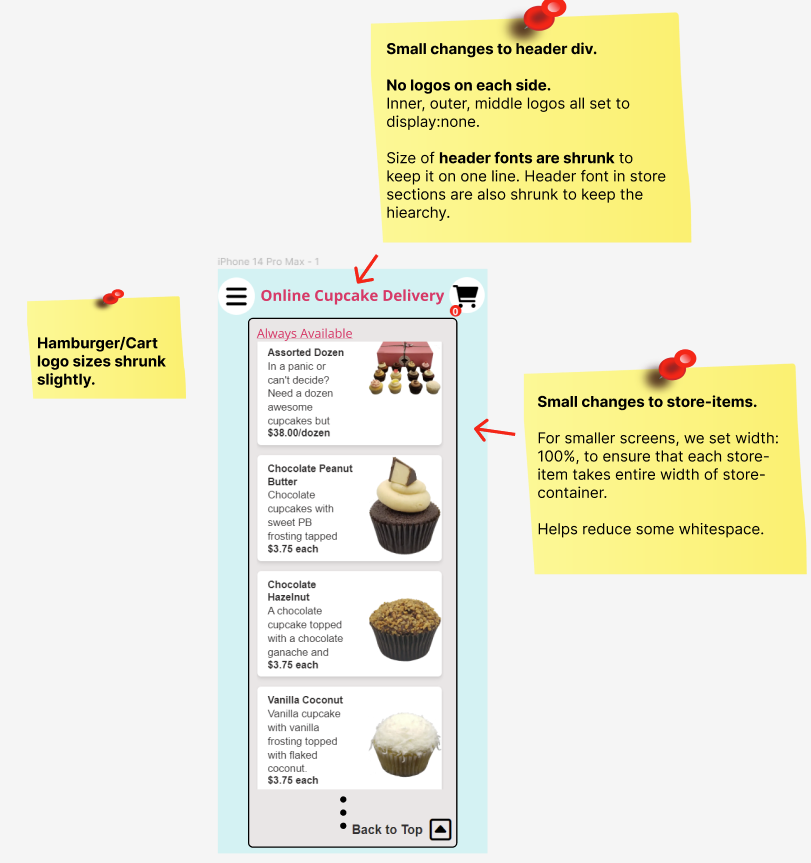 Small changes to header div.
No logos on each side.
Inner, outer, middle logos all set to
display:none.
Size of header fonts are shrunk to
keep it on one line. Header font in store
sections are also shrunk to keep the
hiearchy.
iPhone 14 Pro Max - 1
Online Cupcake Delivery
0
Hamburger/Cart
logo sizes shrunk
slightly.
Always Available
Assorted Dozen
In a panic or
can't decide?
Need a dozen
awesome
cupcakes but
$38.00/dozen
Chocolate Peanut
Butter
Chocolate
cupcakes with
sweet PB
frosting tapped
$3.75 each
Chocolate
Hazelnut
A chocolate
cupcake topped
with a chocolate
ganache and
$3.75 each
Vanilla Coconut
Vanilla cupcake
with vanilla
frosting topped
with flaked
coconut.
$3.75 each
Back to Top
Small changes to store-items.
For smaller screens, we set width:
100%, to ensure that each store-
item takes entire width of store-
container.
Helps reduce some whitespace.